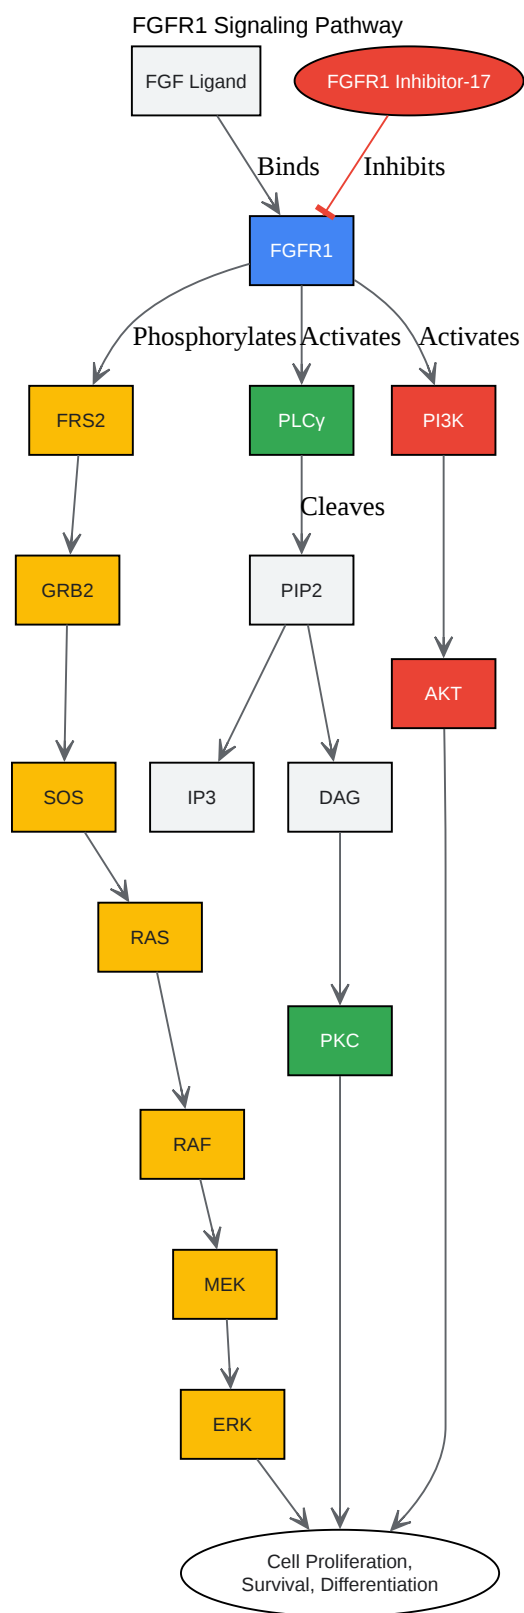 FGFR1 Signaling Pathway
FGF Ligand
FGFR1 Inhibitor-17
Binds
Inhibits
FGFR1
Phosphorylates
Activates
Activates
FRS2
PLCγ
PI3K
Cleaves
GRB2
PIP2
AKT
SOS
IP3
DAG
RAS
PKC
RAF
MEK
ERK
Cell Proliferation,
Survival, Differentiation